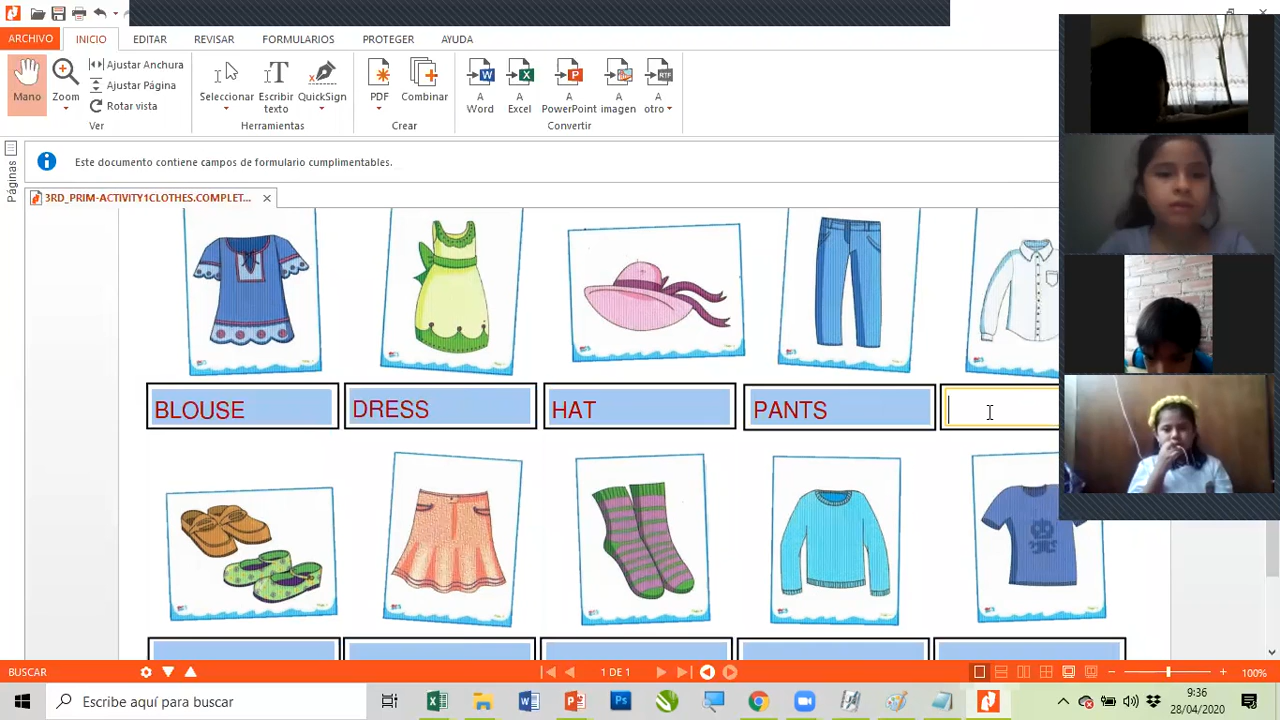 ARCHIVO INICIO EDITAR REVISAR FORMULARIOS PROTEGER AYUDA
Mano
Zoom
Ajustar Anchura
Ajustar Página
Rotar vista
Ver
Seleccionar
Escribir texto
QuickSign
Herramientas
PDF
Combinar
Crear
A Word
A Excel
A PowerPoint
A imagen
A otro
Convertir
Páginas
Este documento contiene campos de formulario cumplimentables.
3RD_PRIM-ACTIVITY1CLOTHES.COMPLET...
BLOUSE DRESS HAT PANTS
BUSCAR 1 DE 1 100%
Escribe aquí para buscar
9:36
28/04/2020